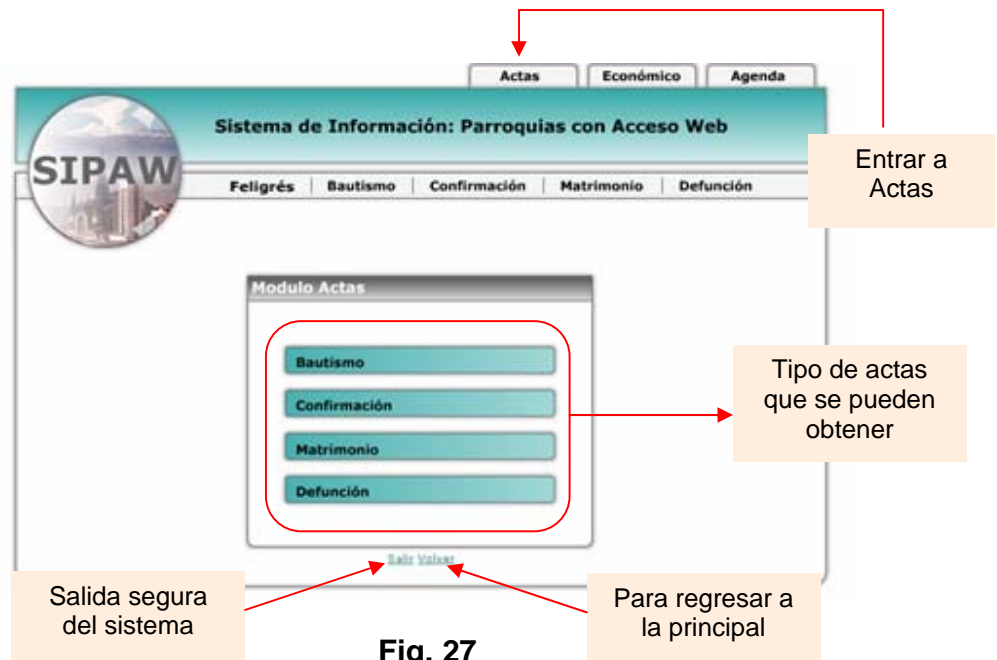 Actas
Económico
Agenda
Sistema de Información: Parroquias con Acceso Web
SIPAW
Feligrés | Bautismo | Confirmación | Matrimonio | Defunción
Entrar a
Actas
Modulo Actas
Bautismo
Confirmación
Matrimonio
Defunción
Tipo de actas
que se pueden
obtener
Salir Volver
Salida segura
del sistema
Para regresar a
la principal
Fig. 27